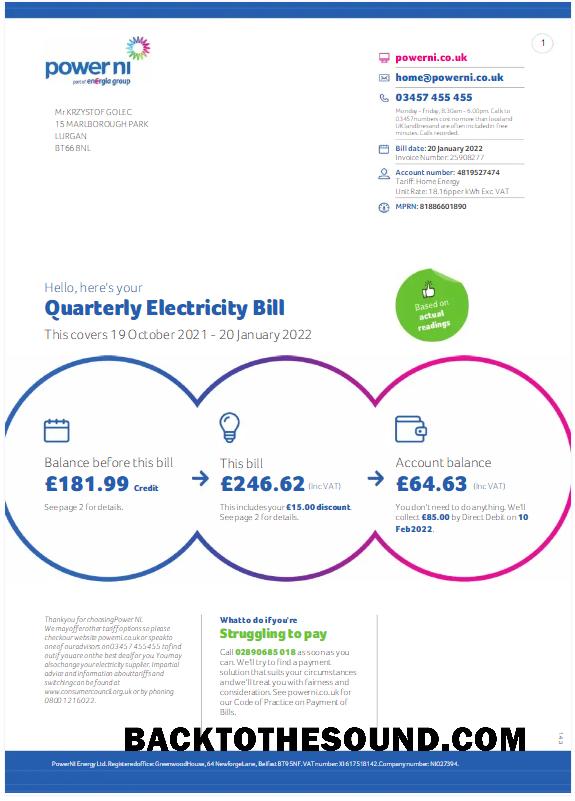 1
power ni
part of energia group
powerni.co.uk
home@powerni.co.uk
03457 455 455
Monday - Friday, 8.30am - 6.00pm. Calls to
03457 numbers cost no more than to usland
UK landlines and are often included in free
minutes. Calls recorded.
Bill date: 20 January 2022
Invoice Number: 25908277
Account number: 4819527474
Tariff: Home Energy
Unit Rate: 18.16p per kWh Exc VAT
MPRN: 81886601890
Mr KRZYSTOF GOLEC
15 MARLBOROUGH PARK
LURGAN
BT66 8NL
Hello, here's your
Quarterly Electricity Bill
This covers 19 October 2021 - 20 January 2022
Based on
actual
readings
Balance before this bill
£181.99 Credit
See page 2 for details.
This bill
£246.62 (Inc VAT)
This includes your £15.00 discount.
See page 2 for details.
Account balance
£64.63 (Inc VAT)
You don't need to do anything. We'll
collect £85.00 by Direct Debit on 10
Feb2022.
Thank you for choosing Power NI.
We may offer other tariff options so please
check our website powerni.co.uk or speak to
one of our advisors on 03457 455 455 to find
out if you are on the best deal for you. You may
also change your electricity supplier. Impartial
advice and information about tariffs and
switching can be found at
www.consumercouncil.org.uk or by phoning
0800 1216022.
What to do if you're
Struggling to pay
Call 02890685 018 as soon as you
can. We'll try to find a payment
solution that suits your circumstances
and we'll treat you with fairness and
consideration. See powerni.co.uk for
our Code of Practice on Payment of
Bills.
143
BACKTOTHESOUND.COM
PowerNI Energy Ltd. Registered office: Greenwood House, 64 Newforge Lane, Belfast BT9 5NF. VAT number: XI 617518142. Company number: NI027394.